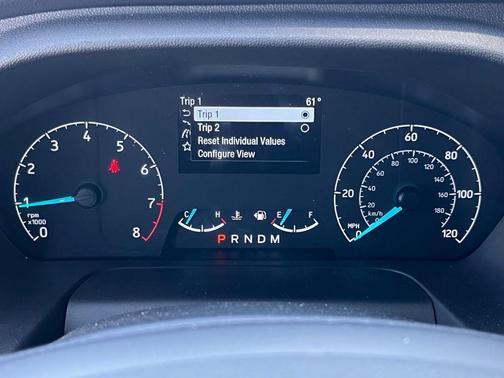 Trip 1 61°
Trip 1
Trip 2
Reset Individual Values
Configure View
0 1 2 3 4 5 6 7 8
rpm
x1000
C H
E F
P R N D M
0 20 40 60 80 100 120
20 40 60 80 100 120 140 160 180
km/h
MPH